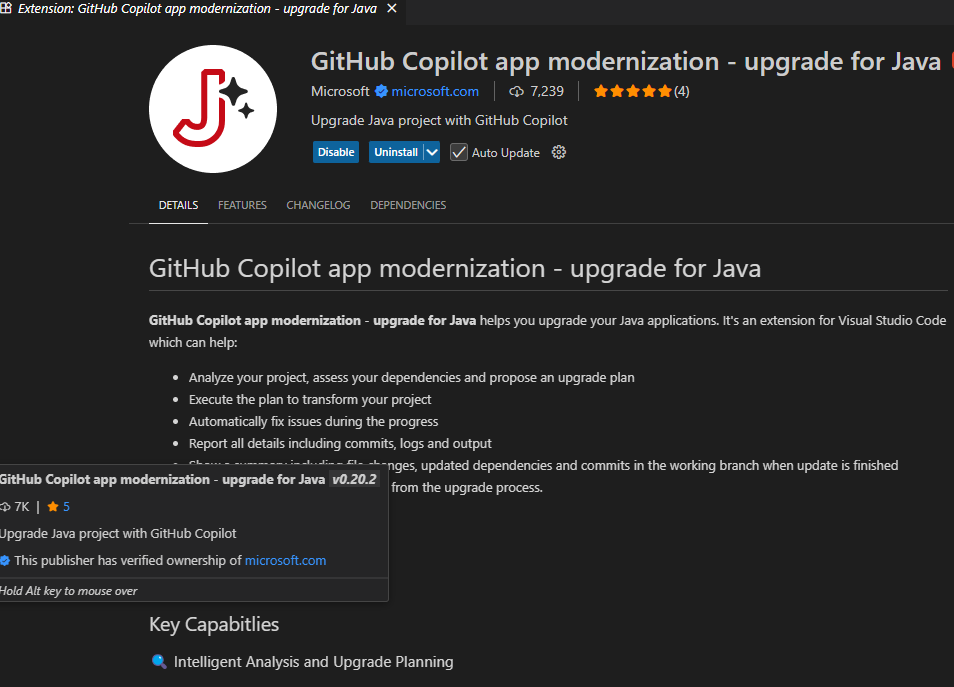 Extension: GitHub Copilot app modernization - upgrade for Java
GitHub Copilot app modernization - upgrade for Java
Microsoft microsoft.com 7,239 (4)
Upgrade Java project with GitHub Copilot
Disable Uninstall Auto Update
DETAILS FEATURES CHANGELOG DEPENDENCIES
GitHub Copilot app modernization - upgrade for Java
GitHub Copilot app modernization - upgrade for Java helps you upgrade your Java applications. It's an extension for Visual Studio Code
which can help:
• Analyze your project, assess your dependencies and propose an upgrade plan
• Execute the plan to transform your project
• Automatically fix issues during the progress
• Report all details including commits, logs and output
• Show a summary including file changes, updated dependencies and commits in the working branch when update is finished
from the upgrade process.
GitHub Copilot app modernization - upgrade for Java v0.20.2
7K | 5
Upgrade Java project with GitHub Copilot
This publisher has verified ownership of microsoft.com
Hold Alt key to mouse over
Key Capabitlies
Intelligent Analysis and Upgrade Planning